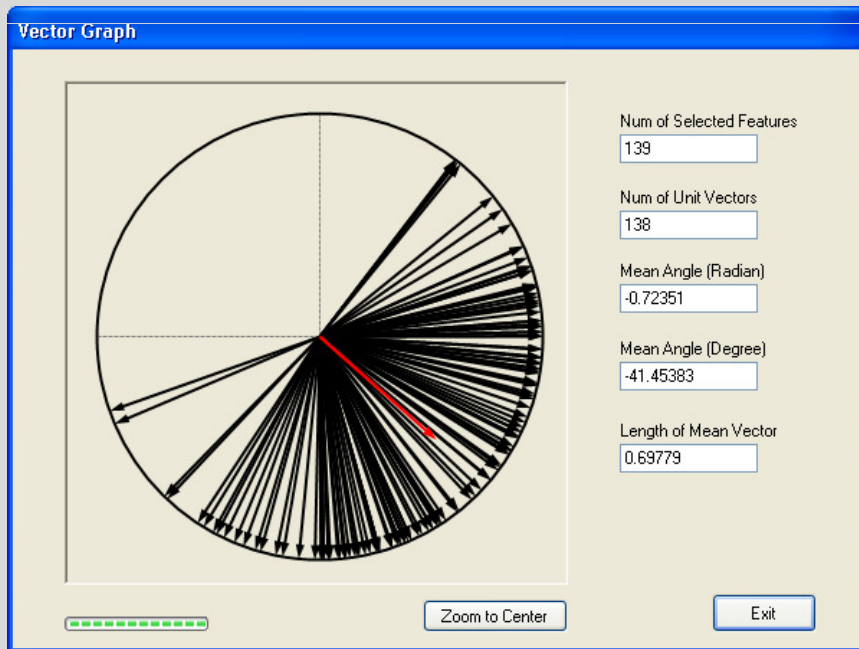 Vector Graph
Num of Selected Features
139
Num of Unit Vectors
138
Mean Angle (Radian)
-0.72351
Mean Angle (Degree)
-41.45383
Length of Mean Vector
0.69779
Zoom to Center
Exit